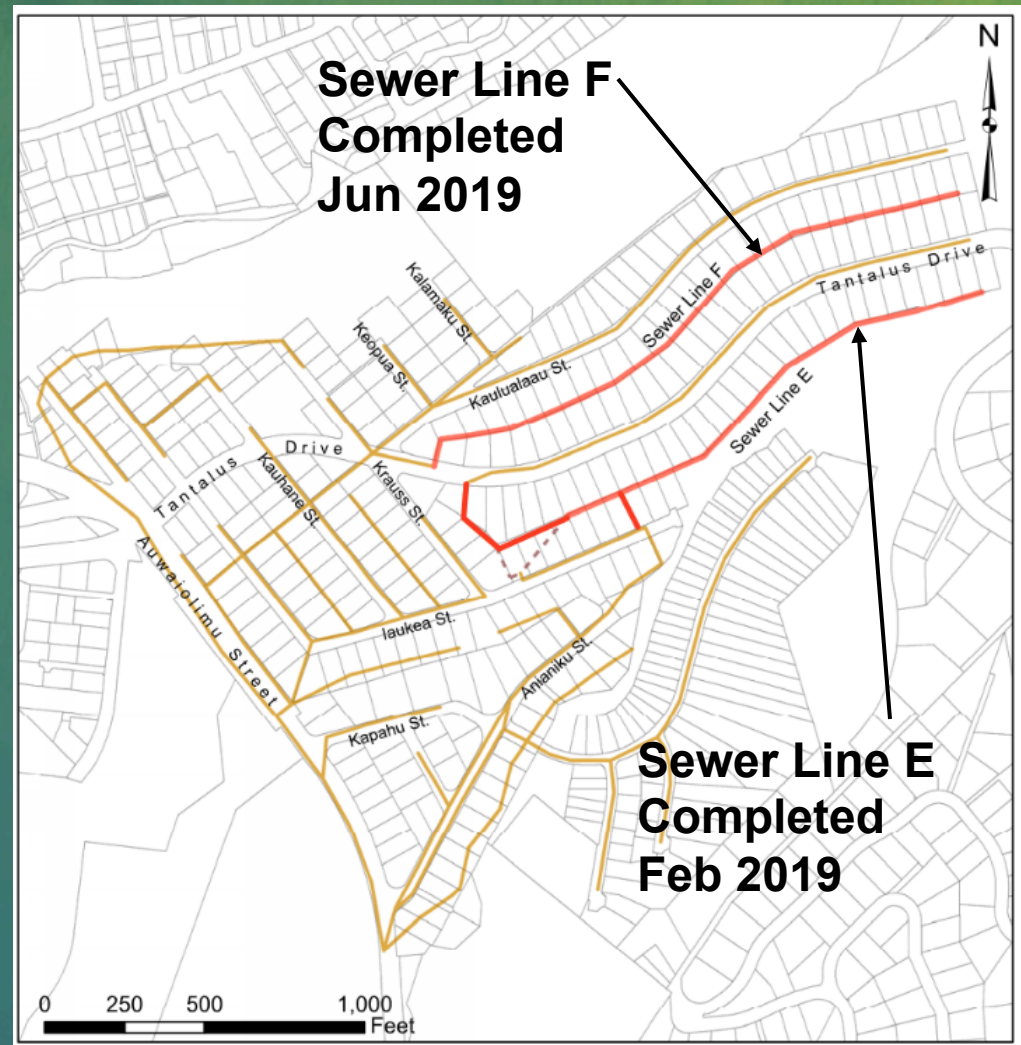 N
Sewer Line F
Completed
Jun 2019
Kalamaku St.
Keopua St.
Kaulualaau St.
Sewer Line F
Tantalus Drive
Sewer Line E
Tantalus Drive
Kauhane St.
Krauss St.
Auwaiolimu Street
Iaukea St.
Anianiku St.
Kapahu St.
Sewer Line E
Completed
Feb 2019
0 250 500 1,000
Feet